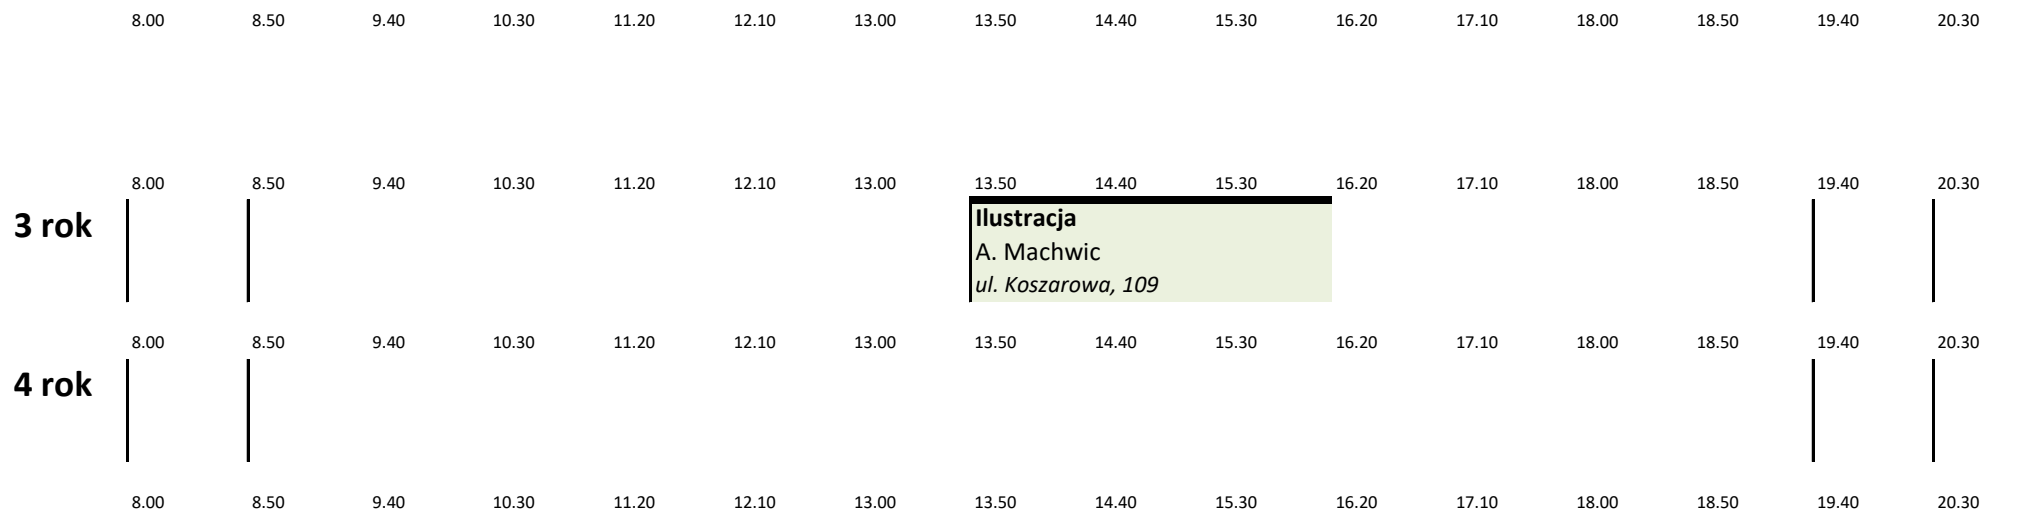 8.00 8.50 9.40 10.30 11.20 12.10 13.00 13.50 14.40 15.30 16.20 17.10 18.00 18.50 19.40 20.30
8.00 8.50 9.40 10.30 11.20 12.10 13.00 13.50 14.40 15.30 16.20 17.10 18.00 18.50 19.40 20.30
3 rok
Ilustracja
A. Machwic
ul. Koszarowa, 109
8.00 8.50 9.40 10.30 11.20 12.10 13.00 13.50 14.40 15.30 16.20 17.10 18.00 18.50 19.40 20.30
4 rok
8.00 8.50 9.40 10.30 11.20 12.10 13.00 13.50 14.40 15.30 16.20 17.10 18.00 18.50 19.40 20.30